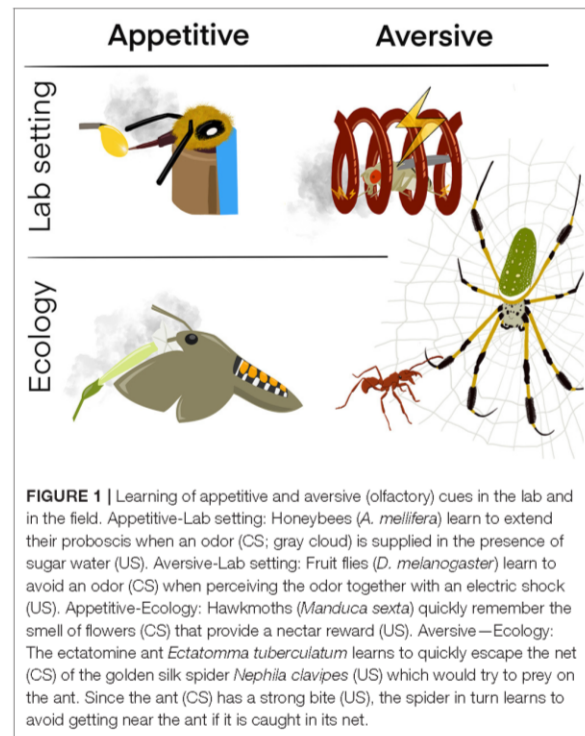 Appetitive Aversive
Lab setting
Ecology
FIGURE 1 | Learning of appetitive and aversive (olfactory) cues in the lab and
in the field. Appetitive-Lab setting: Honeybees (A. mellifera) learn to extend
their proboscis when an odor (CS; gray cloud) is supplied in the presence of
sugar water (US). Aversive-Lab setting: Fruit flies (D. melanogaster) learn to
avoid an odor (CS) when perceiving the odor together with an electric shock
(US). Appetitive-Ecology: Hawkmoths (Manduca sexta) quickly remember the
smell of flowers (CS) that provide a nectar reward (US). Aversive—Ecology:
The ectatomine ant Ectatomma tuberculatum learns to quickly escape the net
(CS) of the golden silk spider Nephila clavipes (US) which would try to prey on
the ant. Since the ant (CS) has a strong bite (US), the spider in turn learns to
avoid getting near the ant if it is caught in its net.